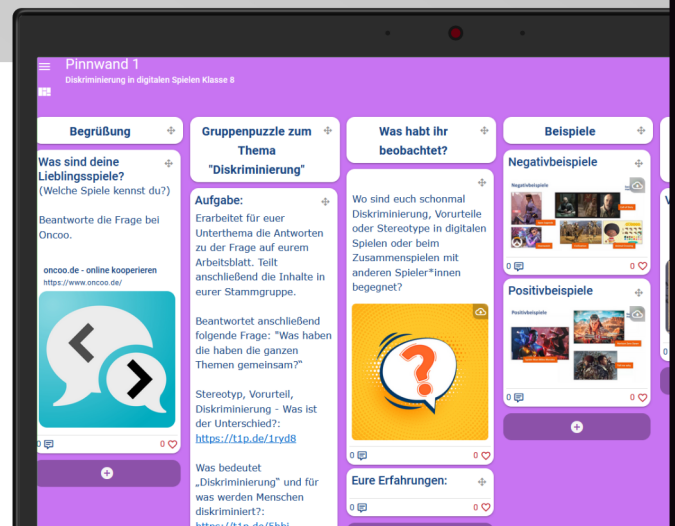 Pinnwand 1
Diskriminierung in digitalen Spielen Klasse 8
Begrüßung
Was sind deine
Lieblingsspiele?
(Welche Spiele kennst du?)
Beantworte die Frage bei
Oncoo.
oncoo.de - online kooperieren
https://www.oncoo.de/
0
0
Gruppenpuzzle zum
Thema
"Diskriminierung"
Aufgabe:
Erarbeitet für euer
Unterthema die Antworten
zu der Frage auf eurem
Arbeitsblatt. Teilt
anschließend die Inhalte in
eurer Stammgruppe.
Beantwortet anschließend
folgende Frage: "Was haben
die haben die ganzen
Themen gemeinsam?"
Stereotyp, Vorurteil,
Diskriminierung - Was ist
der Unterschied?:
https://t1p.de/1ryd8
Was bedeutet
„Diskriminierung" und für
was werden Menschen
diskriminiert?:
Was habt ihr
beobachtet?
Wo sind euch schonmal
Diskriminierung, Vorurteile
oder Stereotype in digitalen
Spielen oder beim
Zusammenspielen mit
anderen Spieler*innen
begegnet?
?
0
0
Eure Erfahrungen:
0
0
Beispiele
Negativbeispiele
Negativbeispiele
0
0
Positivbeispiele
Positivbeispiele
0
0